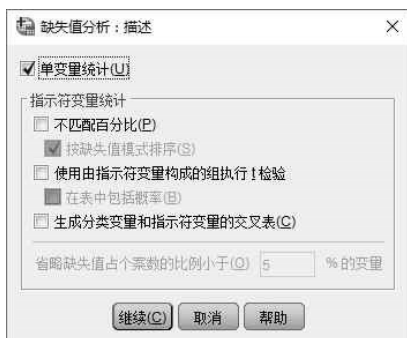 缺失值分析：描述
单变量统计(U)
指示符变量统计
不匹配百分比(P)
按缺失值模式排序(S)
使用由指示符变量构成的组执行 t 检验
在表中包括概率(B)
生成分类变量和指示符变量的交叉表(C)
省略缺失值占个案数的比例小于(O) 5 %的变量
继续(C) 取消 帮助